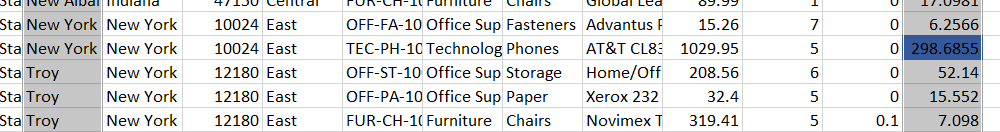 Sta New Albar Indiana 47150 Central FUR-CH-10 Furniture Chairs Global Lea 89.99 1 0 17.0981
Sta New York New York 10024 East OFF-FA-10 Office Sup Fasteners Advantus P 15.26 7 0 6.2566
Sta New York New York 10024 East TEC-PH-10 Technolog Phones AT&T CL83 1029.95 5 0 298.6855
Sta Troy New York 12180 East OFF-ST-10 Office Sup Storage Home/Off 208.56 6 0 52.14
Sta Troy New York 12180 East OFF-PA-10 Office Sup Paper Xerox 232 32.4 5 0 15.552
Sta Troy New York 12180 East FUR-CH-10 Furniture Chairs Novimex T 319.41 5 0.1 7.098